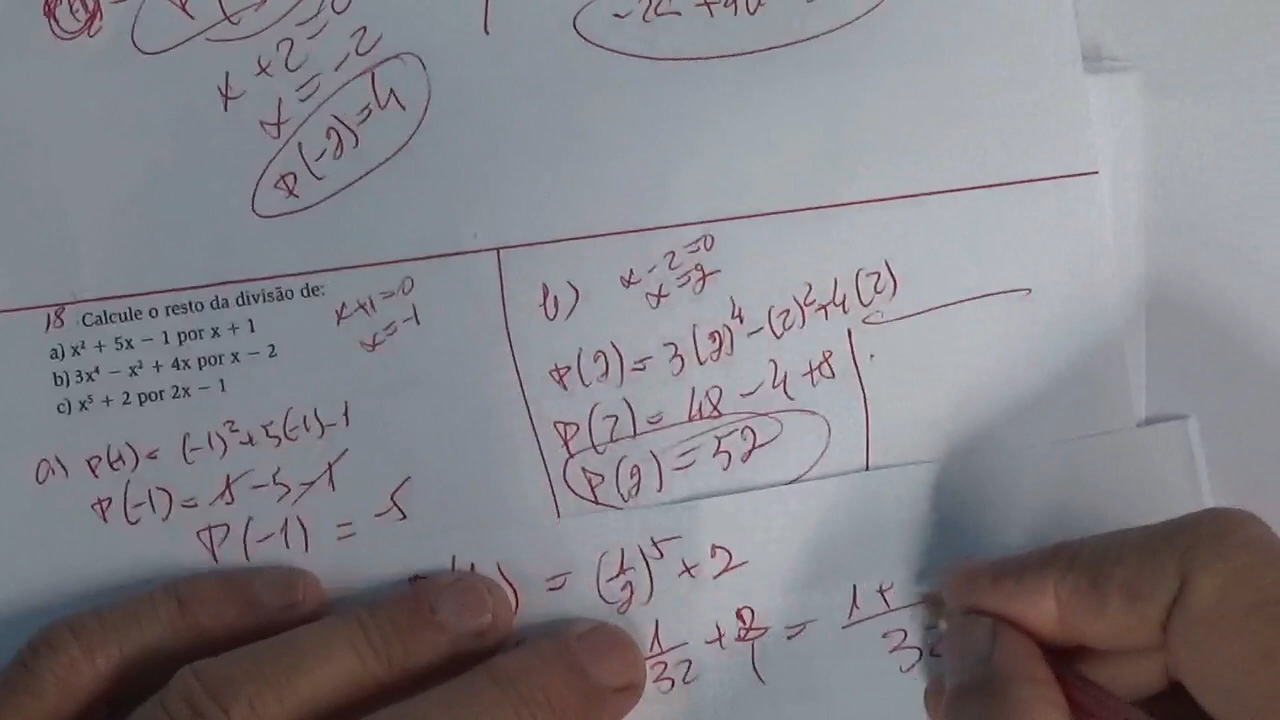 x + 2 = 0
x = -2
P(-2) = 4
18 Calcule o resto da divisão de:
a) x² + 5x − 1 por x + 1
b) 3x⁴ − x² + 4x por x − 2
c) x⁵ + 2 por 2x − 1
x+1=0
x=-1
a) P(-1) = (-1)²+5(-1)-1
P(-1) = 1-5-1
P(-1) = -5
b)
x-2=0
x=2
P(2) = 3(2)⁴-(2)²+4(2)
P(2) = 48-4+8
P(2) = 52
= (1/2)⁵ + 2
1/32 + 2/1 = 1+